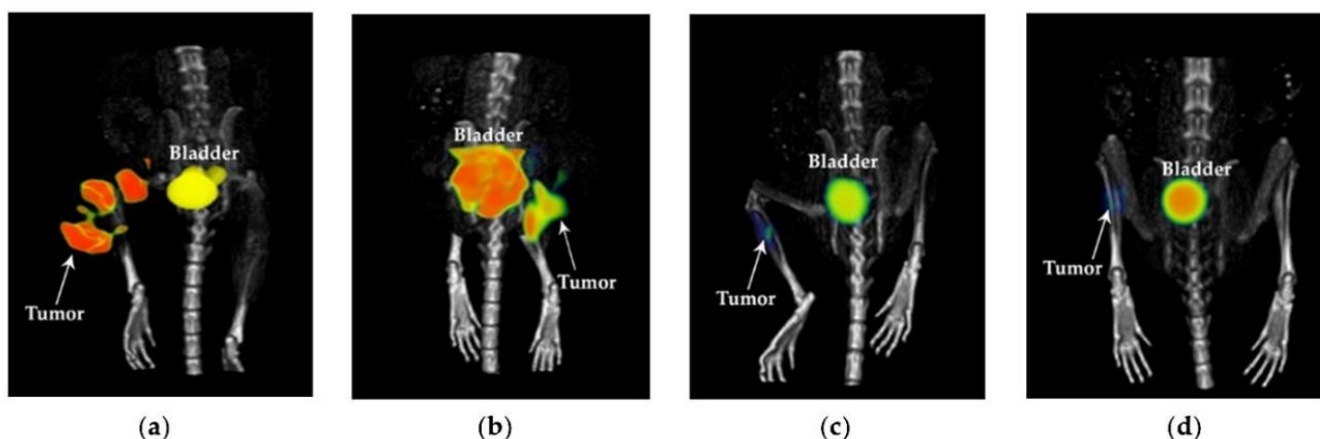 Bladder
Tumor
(a)
Bladder
Tumor
(b)
Bladder
Tumor
(c)
Bladder
Tumor
(d)